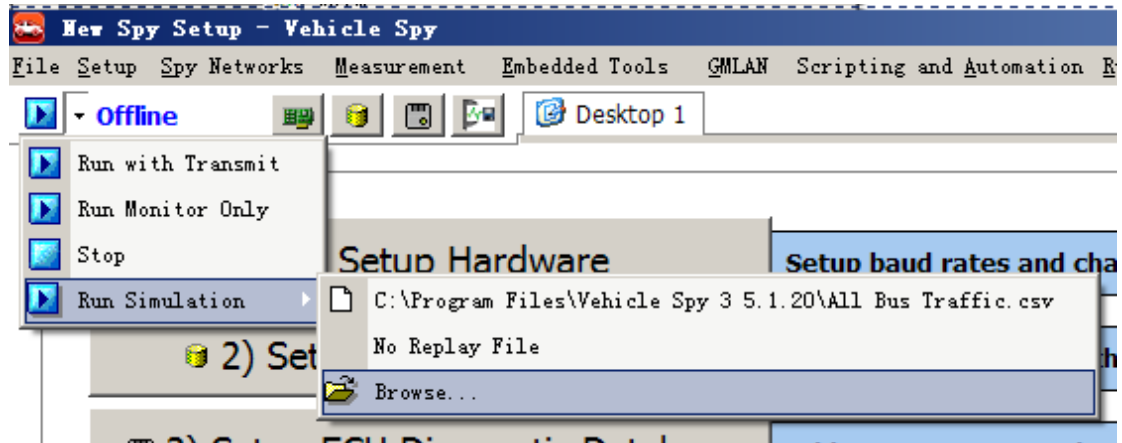 New Spy Setup - Vehicle Spy
File Setup Spy Networks Measurement Embedded Tools GMLAN Scripting and Automation
Offline Desktop 1
Run with Transmit
Run Monitor Only
Stop
Setup Hardware
Setup baud rates and
Run Simulation
C:\Program Files\Vehicle Spy 3 5.1.20\All Bus Traffic.csv
No Replay File
2) Set
Browse...